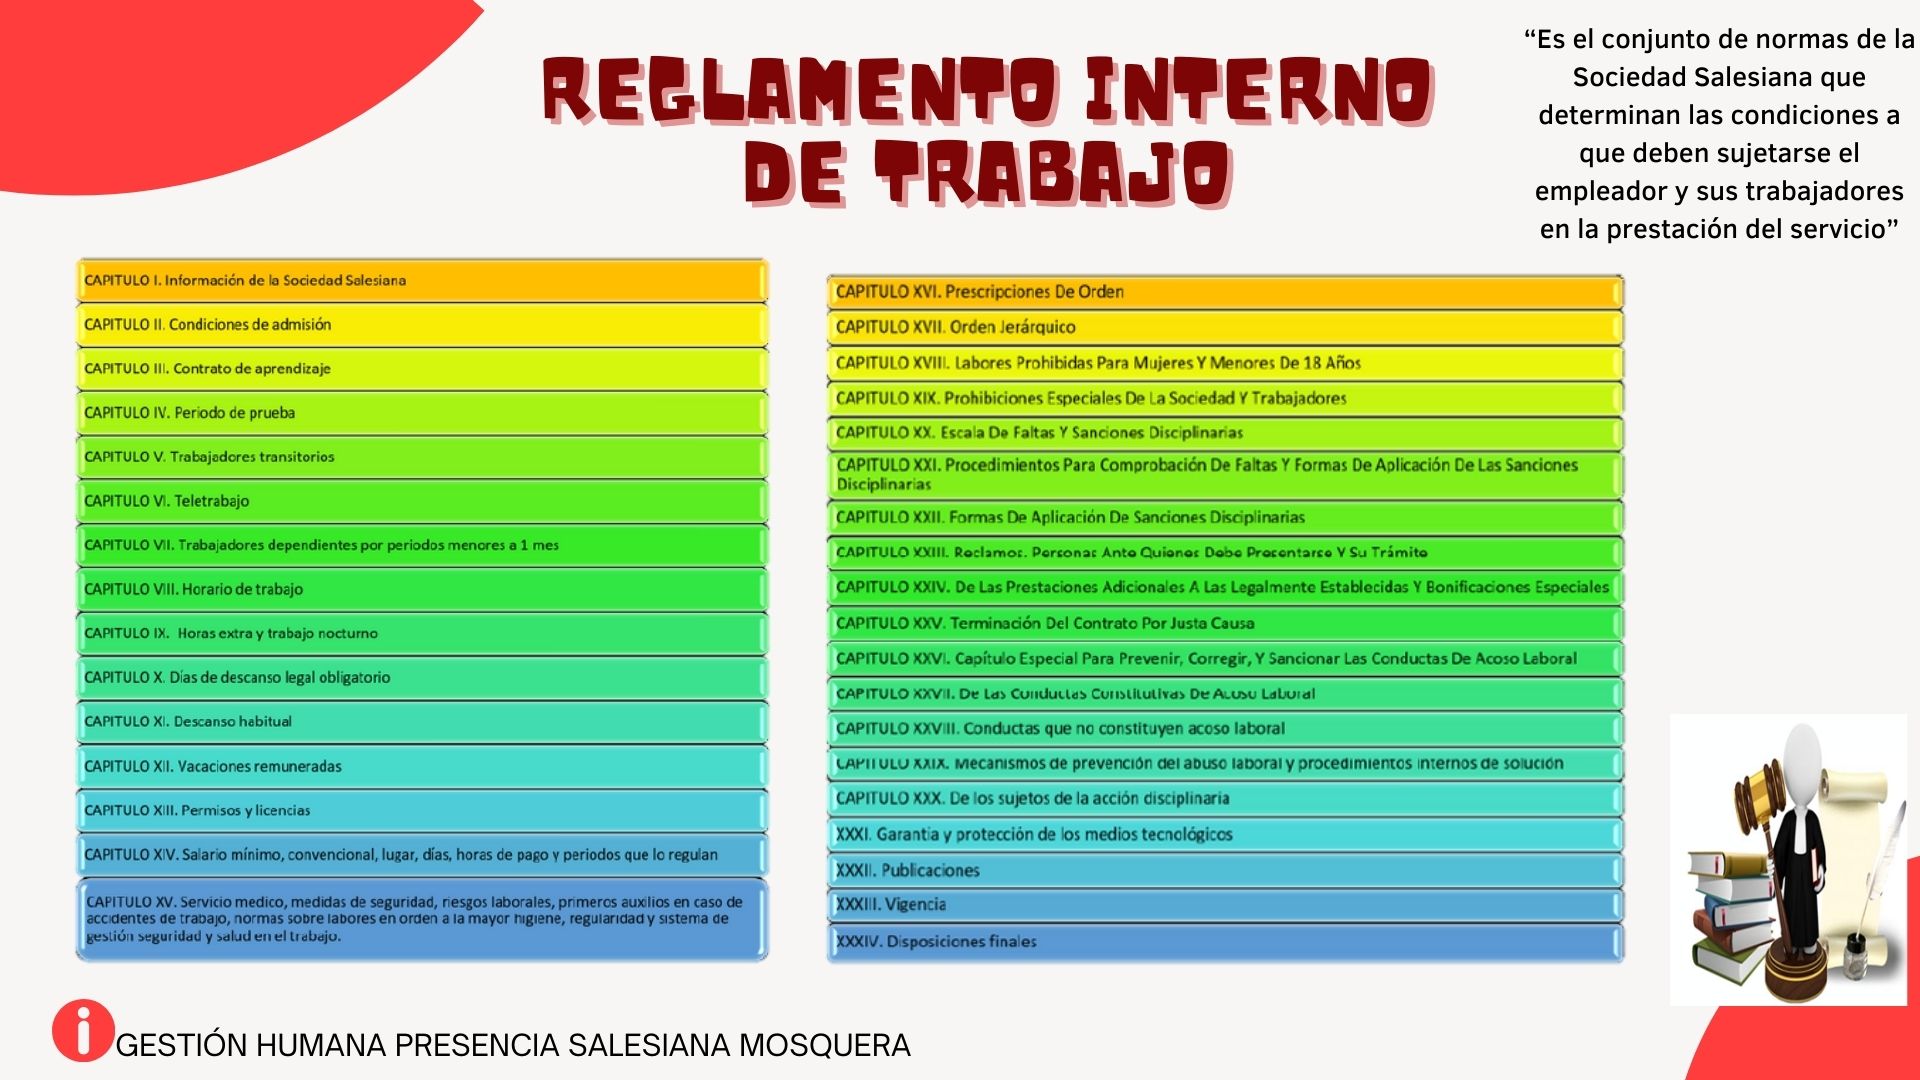 REGLAMENTO INTERNO
DE TRABAJO
“Es el conjunto de normas de la
Sociedad Salesiana que
determinan las condiciones a
que deben sujetarse el
empleador y sus trabajadores
en la prestación del servicio”
CAPITULO I. Información de la Sociedad Salesiana
CAPITULO II. Condiciones de admisión
CAPITULO III. Contrato de aprendizaje
CAPITULO IV. Periodo de prueba
CAPITULO V. Trabajadores transitorios
CAPITULO VI. Teletrabajo
CAPITULO VII. Trabajadores dependientes por periodos menores a 1 mes
CAPITULO VIII. Horario de trabajo
CAPITULO IX. Horas extra y trabajo nocturno
CAPITULO X. Días de descanso legal obligatorio
CAPITULO XI. Descanso habitual
CAPITULO XII. Vacaciones remuneradas
CAPITULO XIII. Permisos y licencias
CAPITULO XIV. Salario mínimo, convencional, lugar, días, horas de pago y periodos que lo regulan
CAPITULO XV. Servicio medico, medidas de seguridad, riesgos laborales, primeros auxilios en caso de
accidentes de trabajo, normas sobre labores en orden a la mayor higiene, regularidad y sistema de
gestión seguridad y salud en el trabajo.
CAPITULO XVI. Prescripciones De Orden
CAPITULO XVII. Orden Jerárquico
CAPITULO XVIII. Labores Prohibidas Para Mujeres Y Menores De 18 Años
CAPITULO XIX. Prohibiciones Especiales De La Sociedad Y Trabajadores
CAPITULO XX. Escala De Faltas Y Sanciones Disciplinarias
CAPITULO XXI. Procedimientos Para Comprobación De Faltas Y Formas De Aplicación De Las Sanciones
Disciplinarias
CAPITULO XXII. Formas De Aplicación De Sanciones Disciplinarias
CAPITULO XXIII. Reclamos. Personas Ante Quienes Debe Presentarse Y Su Trámite
CAPITULO XXIV. De Las Prestaciones Adicionales A Las Legalmente Establecidas Y Bonificaciones Especiales
CAPITULO XXV. Terminación Del Contrato Por Justa Causa
CAPITULO XXVI. Capítulo Especial Para Prevenir, Corregir, Y Sancionar Las Conductas De Acoso Laboral
CAPITULO XXVII. De Las Conductas Constitutivas De Acoso Laboral
CAPITULO XXVIII. Conductas que no constituyen acoso laboral
CAPITULO XXIX. Mecanismos de prevención del abuso laboral y procedimientos internos de solución
CAPITULO XXX. De los sujetos de la acción disciplinaria
XXXI. Garantía y protección de los medios tecnológicos
XXXII. Publicaciones
XXXIII. Vigencia
XXXIV. Disposiciones finales
i GESTIÓN HUMANA PRESENCIA SALESIANA MOSQUERA